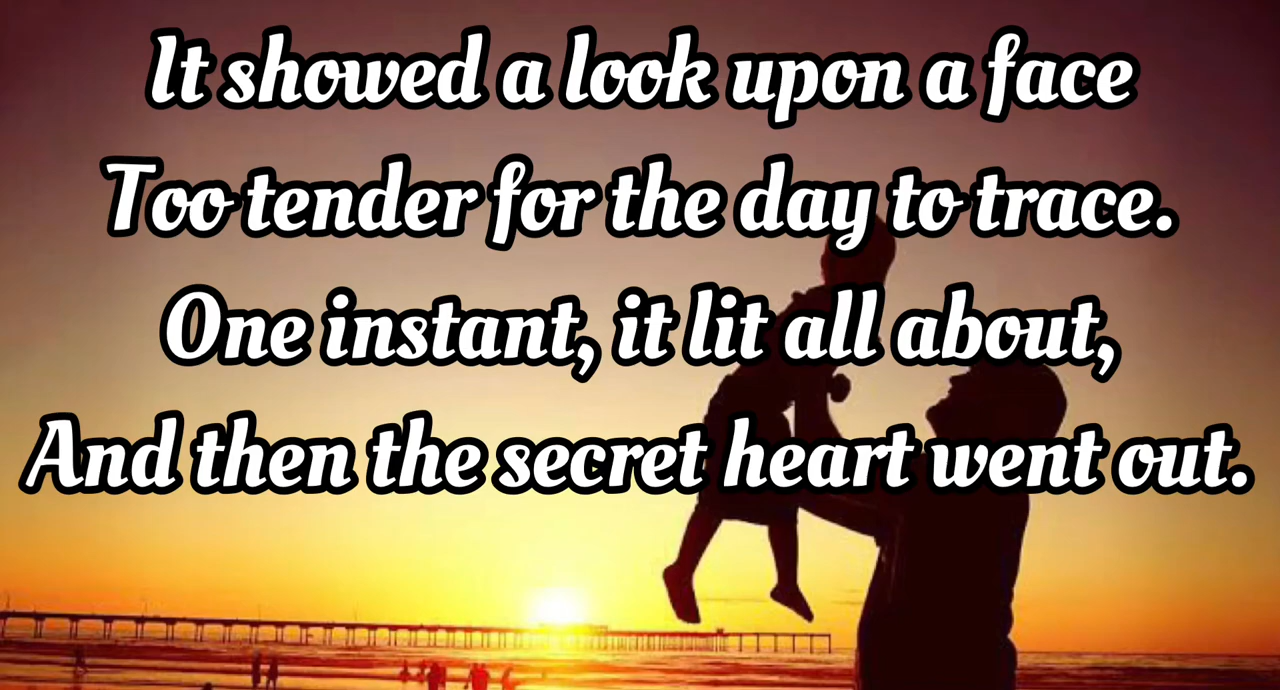 It showed a look upon a face
Too tender for the day to trace.
One instant, it lit all about,
And then the secret heart went out.